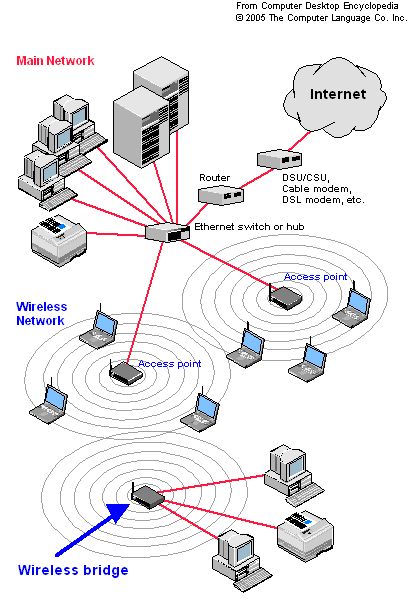 From Computer Desktop Encyclopedia
© 2005 The Computer Language Co. Inc.
Main Network
Internet
Router
DSU/CSU,
Cable modem,
DSL modem, etc.
Ethernet switch or hub
Access point
Wireless
Network
Access point
Wireless bridge